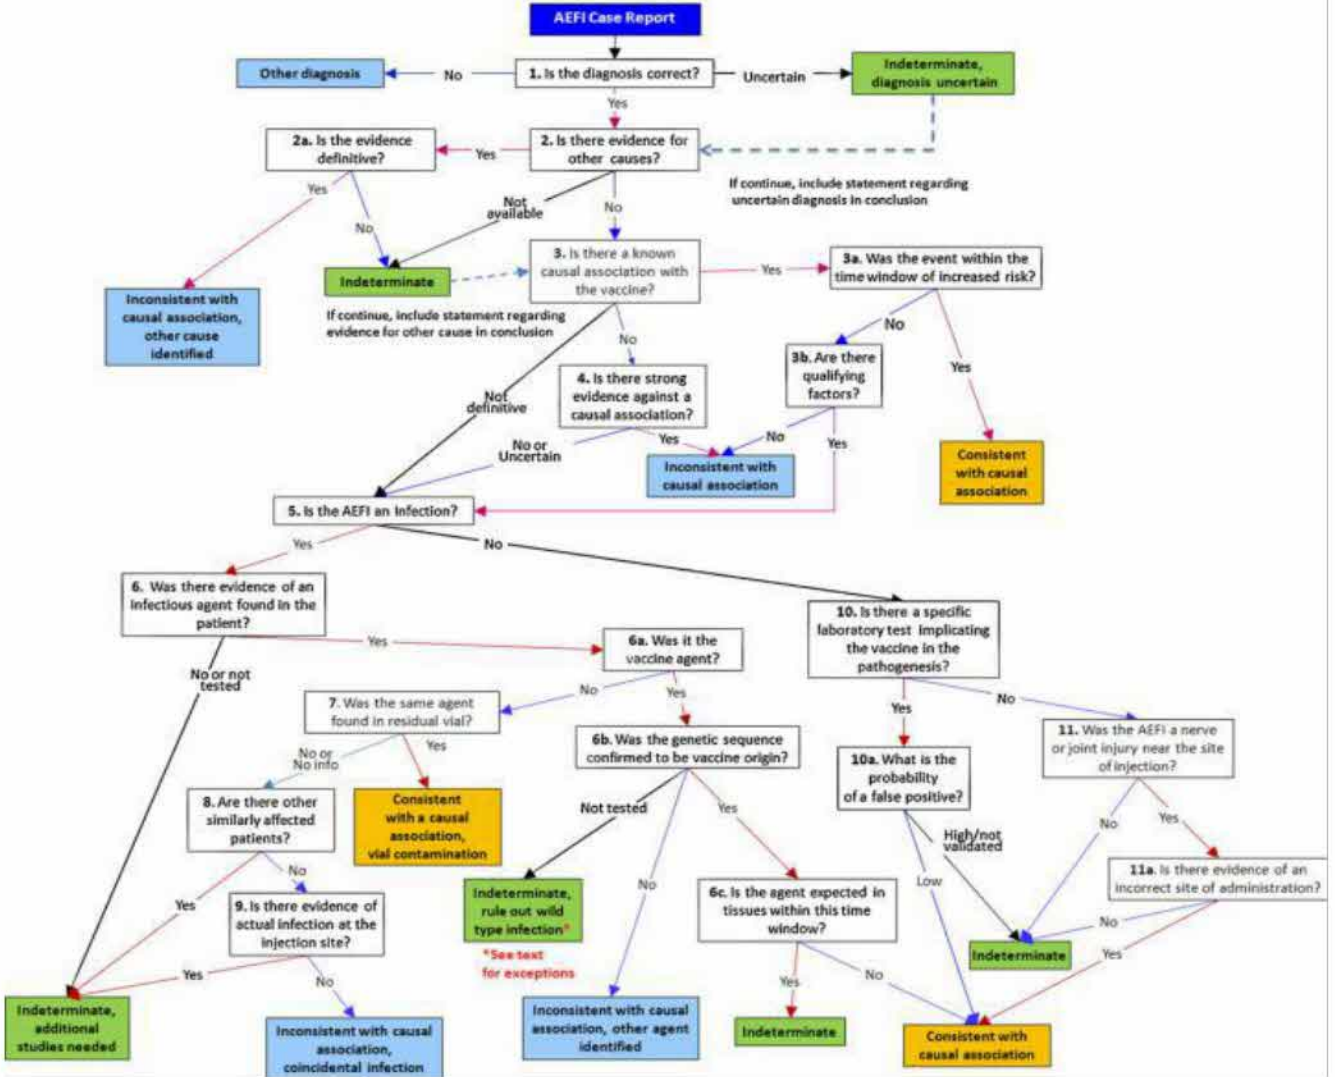 AEFI Case Report
Other diagnosis
No
1. Is the diagnosis correct?
Uncertain
Indeterminate,
diagnosis uncertain
Yes
2a. Is the evidence
definitive?
Yes
2. Is there evidence for
other causes?
If continue, include statement regarding
uncertain diagnosis in conclusion
Yes
No
Not
available
No
Indeterminate
If continue, include statement regarding
evidence for other cause in conclusion
3. Is there a known
causal association with
the vaccine?
Yes
3a. Was the event within the
time window of increased risk?
Inconsistent with
causal association,
other cause
identified
No
Yes
3b. Are there
qualifying
factors?
No
4. Is there strong
evidence against a
causal association?
Not
definitive
No or
Uncertain
Yes
No
Yes
Inconsistent with
causal association
Consistent
with causal
association
5. Is the AEFI an Infection?
Yes
No
6. Was there evidence of an
infectious agent found in the
patient?
Yes
6a. Was it the
vaccine agent?
10. Is there a specific
laboratory test implicating
the vaccine in the
pathogenesis?
No or not
tested
No
Yes
Yes
No
7. Was the same agent
found in residual vial?
6b. Was the genetic sequence
confirmed to be vaccine origin?
10a. What is the
probability
of a false positive?
11. Was the AEFI a nerve
or joint injury near the site
of injection?
No or
No info
Yes
8. Are there other
similarly affected
patients?
Consistent
with a causal
association,
vial contamination
Not tested
No
Yes
Low
High/not
validated
No
Yes
11a. Is there evidence of an
incorrect site of administration?
Yes
No
9. Is there evidence of
actual infection at the
injection site?
Indeterminate,
rule out wild
type infection*
*See text
for exceptions
6c. Is the agent expected in
tissues within this time
window?
No
Yes
Indeterminate
Yes
No
Yes
No
Indeterminate,
additional
studies needed
Inconsistent with causal
association,
coincidental infection
Inconsistent with causal
association, other agent
identified
Indeterminate
Consistent with
causal association